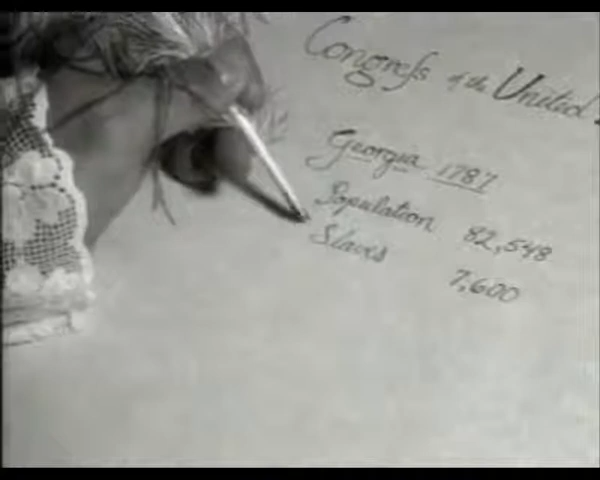 Congress of the United
Georgia 1787
Population 82,548
Slaves 7,600